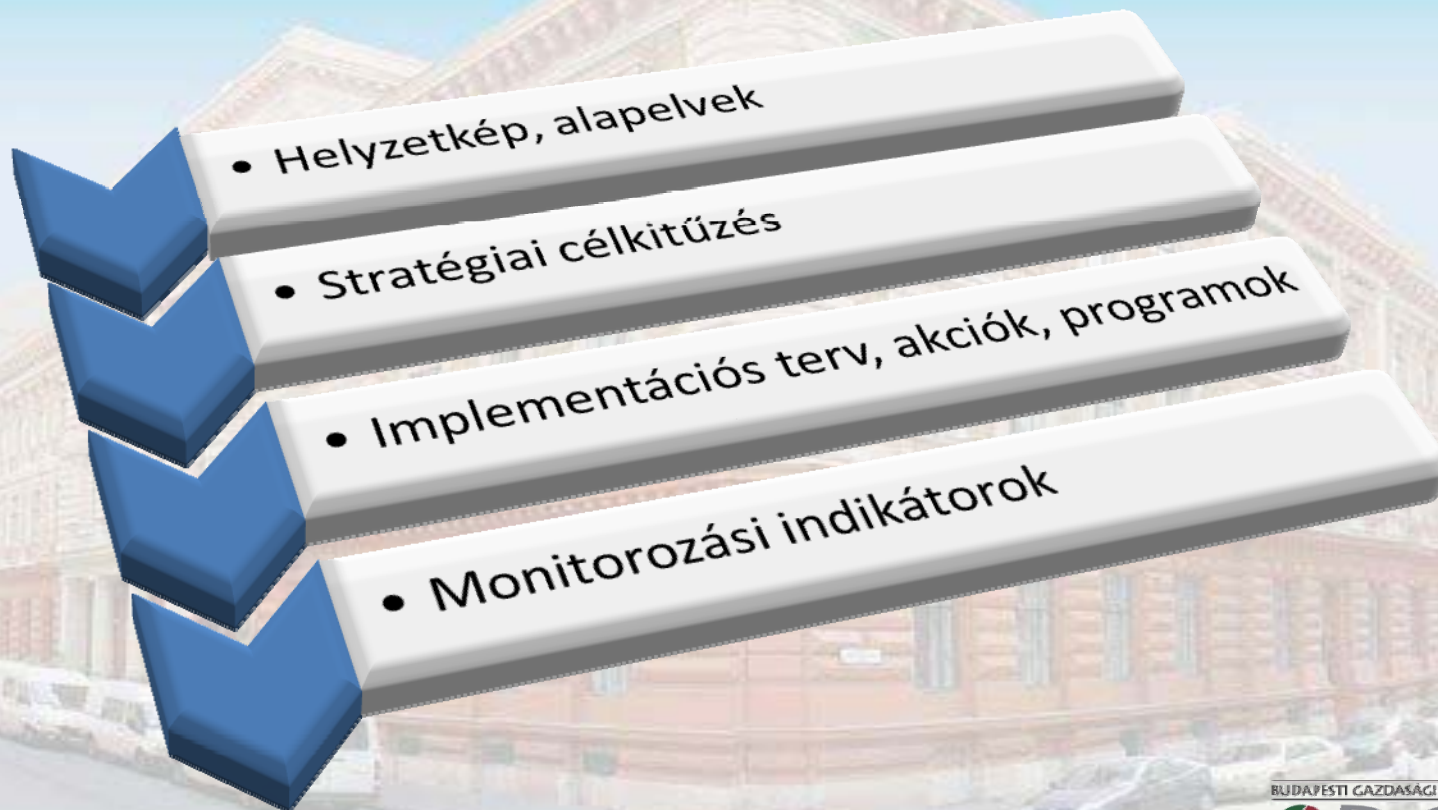 • Helyzetkép, alapelvek
• Stratégiai célkitűzés
• Implementációs terv, akciók, programok
• Monitorozási indikátorok
BUDAPESTI GAZDASÁGI